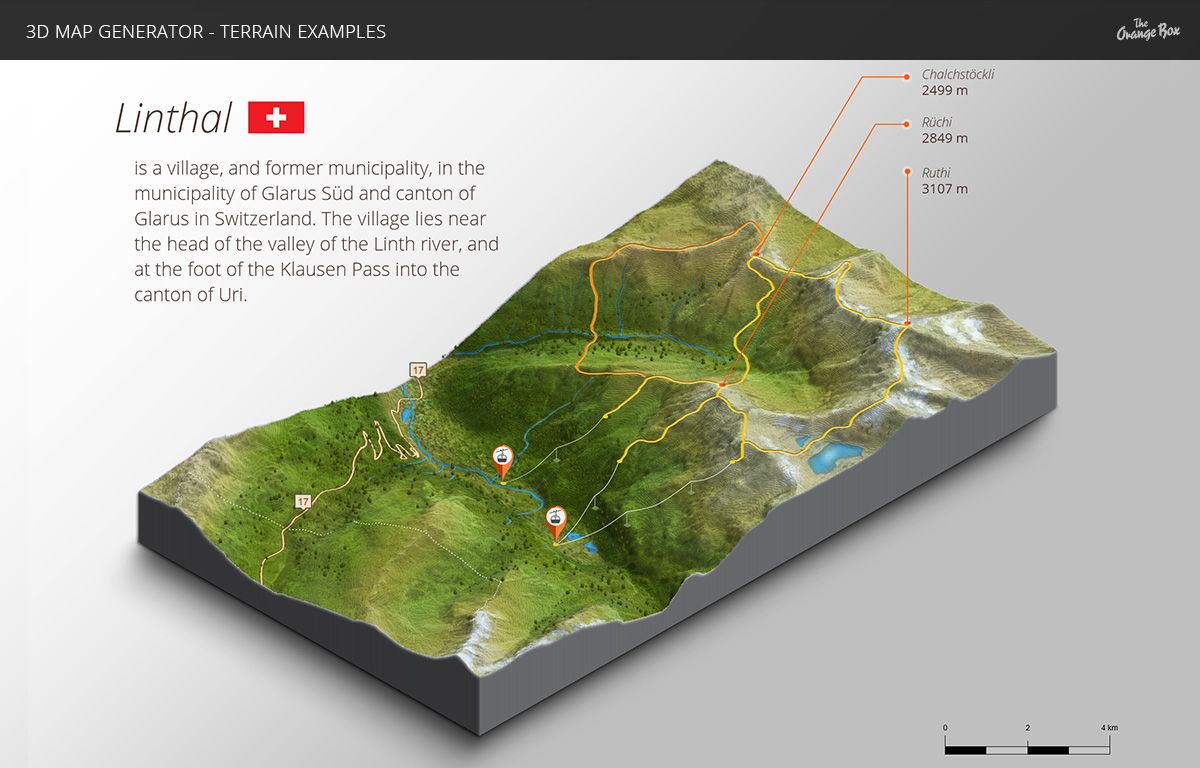 3D MAP GENERATOR - TERRAIN EXAMPLES
The
Orange Box
Linthal
is a village, and former municipality, in the
municipality of Glarus Süd and canton of
Glarus in Switzerland. The village lies near
the head of the valley of the Linth river, and
at the foot of the Klausen Pass into the
canton of Uri.
Chalchstöckli
2499 m
Rüchi
2849 m
Ruthi
3107 m
17
17
0 2 4 km